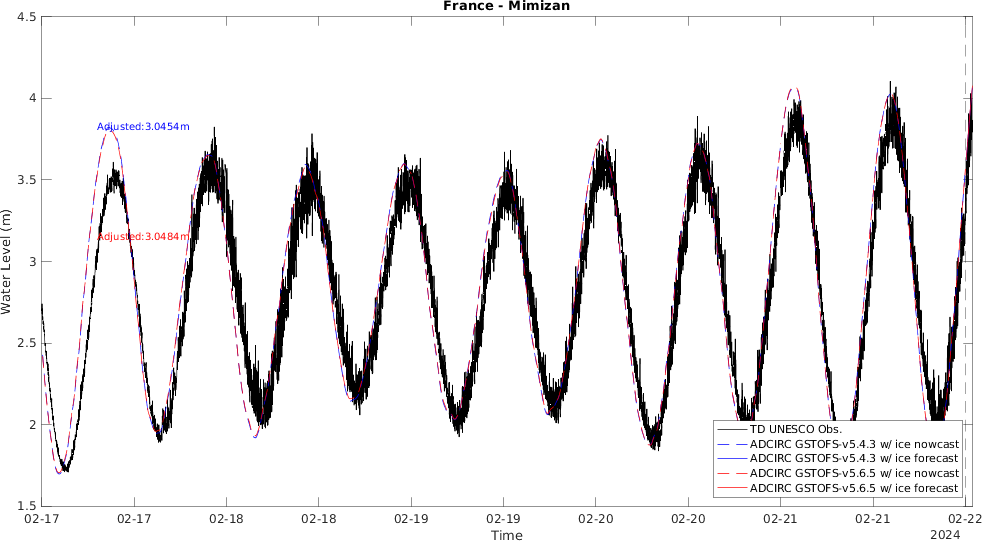 France - Mimizan
Water Level (m)
4.5
4
3.5
3
2.5
2
1.5
Adjusted:3.0454m
Adjusted:3.0484m
TD UNESCO Obs.
ADCIRC GSTOFS-v5.4.3 w/ ice nowcast
ADCIRC GSTOFS-v5.4.3 w/ ice forecast
ADCIRC GSTOFS-v5.6.5 w/ ice nowcast
ADCIRC GSTOFS-v5.6.5 w/ ice forecast
02-17 02-17 02-18 02-18 02-19 02-19 02-20 02-20 02-21 02-21 02-22
Time
2024